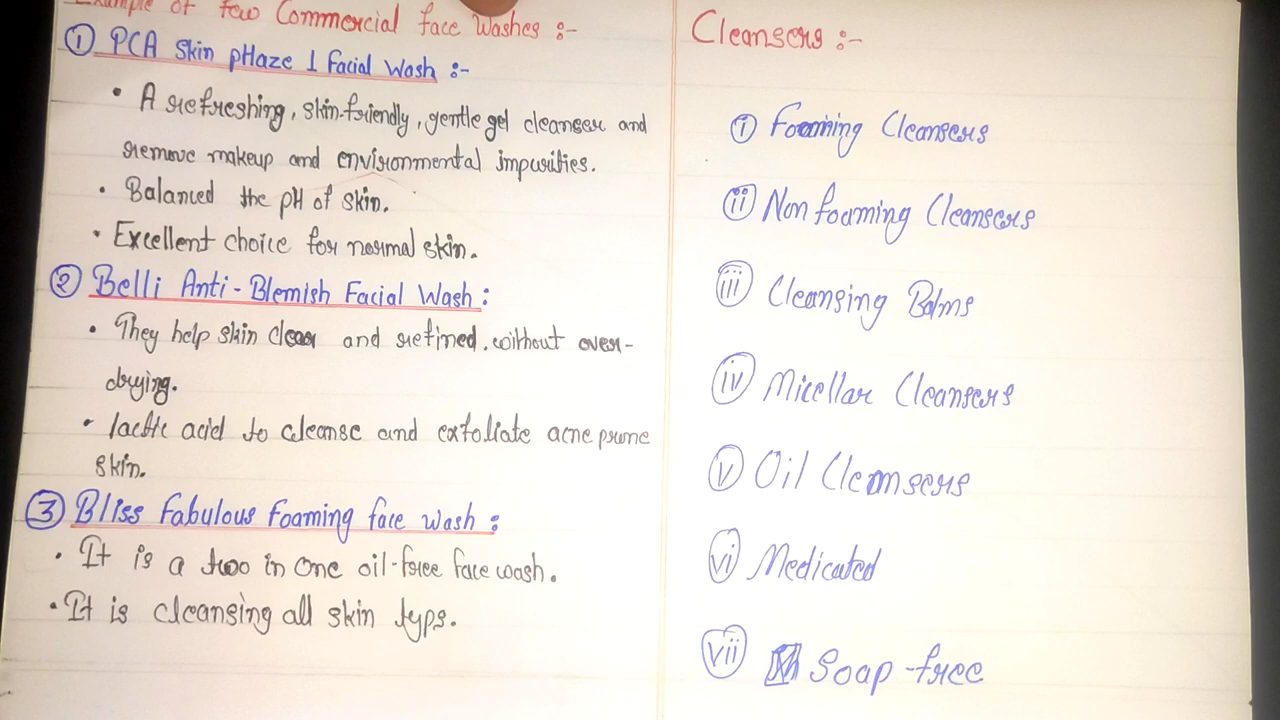 Example of few Commercial face Washes :-
① PCA Skin pHaze 1 Facial Wash :-
• A refreshing, skin-friendly, gentle gel cleanser and
remove makeup and environmental impurities.
• Balanced the pH of skin.
• Excellent choice for normal skin.
② Belli Anti-Blemish Facial Wash :
• They help skin clear and refined. without over-
drying.
• lactic acid to cleanse and exfoliate acne prone
skin.
③ Bliss Fabulous Foaming face wash :
• It is a two in one oil-free face wash.
• It is cleansing all skin typs.
Cleansers :-
i Foaming Cleansers
ii Non foaming Cleansers
iii Cleansing Balms
iv Micellar Cleansers
v Oil Cleansers
vi Medicated
vii Soap-free